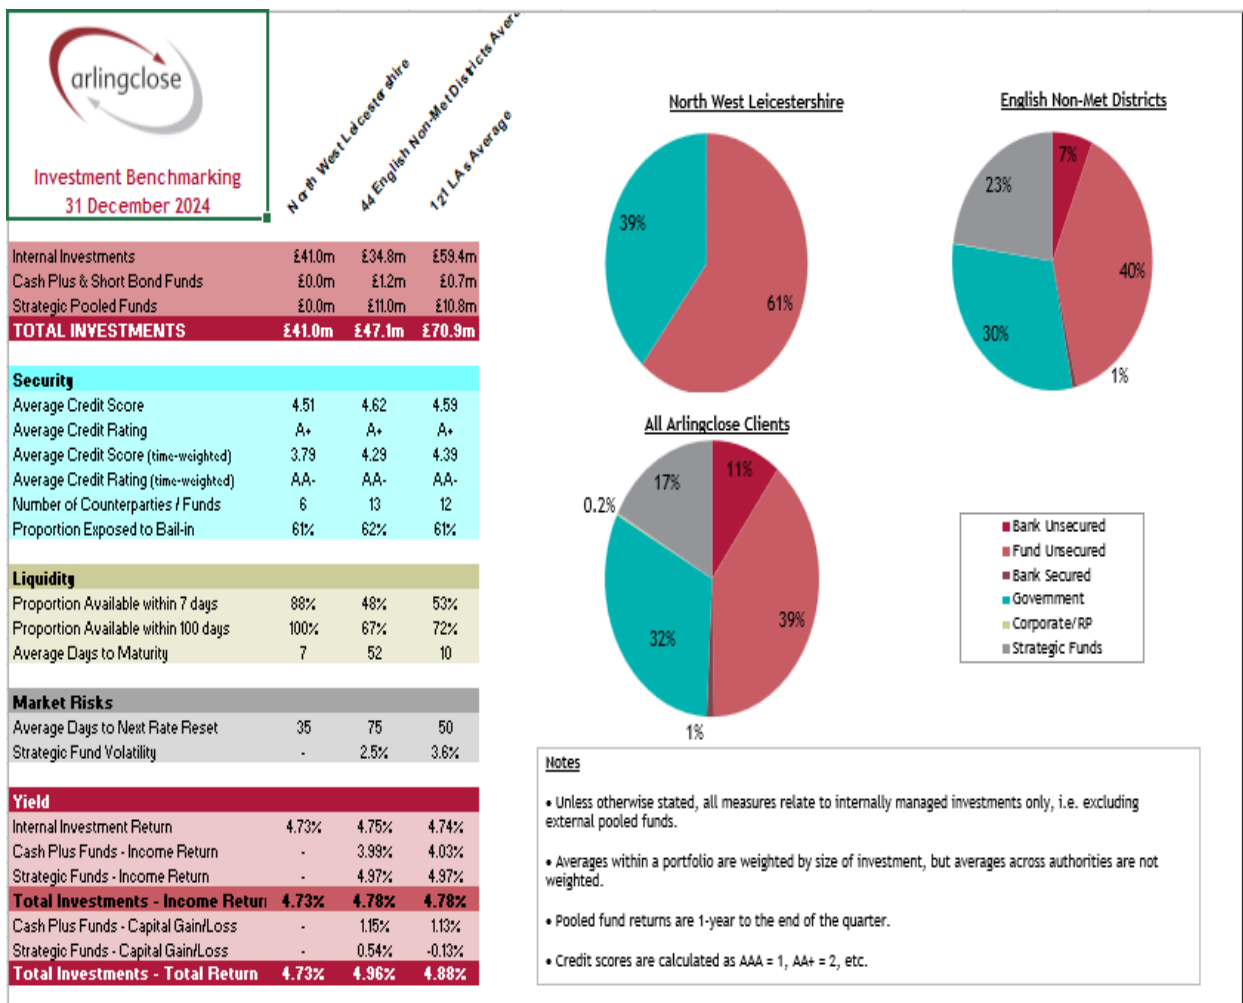 arlingclose
Investment Benchmarking
31 December 2024
North West Leicestershire
44 English Non-Met Districts Avera
121 LAs Average
Internal Investments £41.0m £34.8m £59.4m
Cash Plus & Short Bond Funds £0.0m £1.2m £0.7m
Strategic Pooled Funds £0.0m £11.0m £10.8m
TOTAL INVESTMENTS £41.0m £47.1m £70.9m
Security
Average Credit Score 4.51 4.62 4.59
Average Credit Rating A+ A+ A+
Average Credit Score (time-weighted) 3.79 4.29 4.39
Average Credit Rating (time-weighted) AA- AA- AA-
Number of Counterparties / Funds 6 13 12
Proportion Exposed to Bail-in 61% 62% 61%
Liquidity
Proportion Available within 7 days 88% 48% 53%
Proportion Available within 100 days 100% 67% 72%
Average Days to Maturity 7 52 10
Market Risks
Average Days to Next Rate Reset 35 75 50
Strategic Fund Volatility - 2.5% 3.6%
Yield
Internal Investment Return 4.73% 4.75% 4.74%
Cash Plus Funds - Income Return - 3.99% 4.03%
Strategic Funds - Income Return - 4.97% 4.97%
Total Investments - Income Retur 4.73% 4.78% 4.78%
Cash Plus Funds - Capital Gain/Loss - 1.15% 1.13%
Strategic Funds - Capital Gain/Loss - 0.54% -0.13%
Total Investments - Total Return 4.73% 4.96% 4.88%
North West Leicestershire
39%
61%
English Non-Met Districts
7%
23%
40%
30%
1%
All Arlingclose Clients
11%
17%
0.2%
39%
32%
1%
Bank Unsecured
Fund Unsecured
Bank Secured
Government
Corporate/RP
Strategic Funds
Notes
• Unless otherwise stated, all measures relate to internally managed investments only, i.e. excluding
external pooled funds.
• Averages within a portfolio are weighted by size of investment, but averages across authorities are not
weighted.
• Pooled fund returns are 1-year to the end of the quarter.
• Credit scores are calculated as AAA = 1, AA+ = 2, etc.